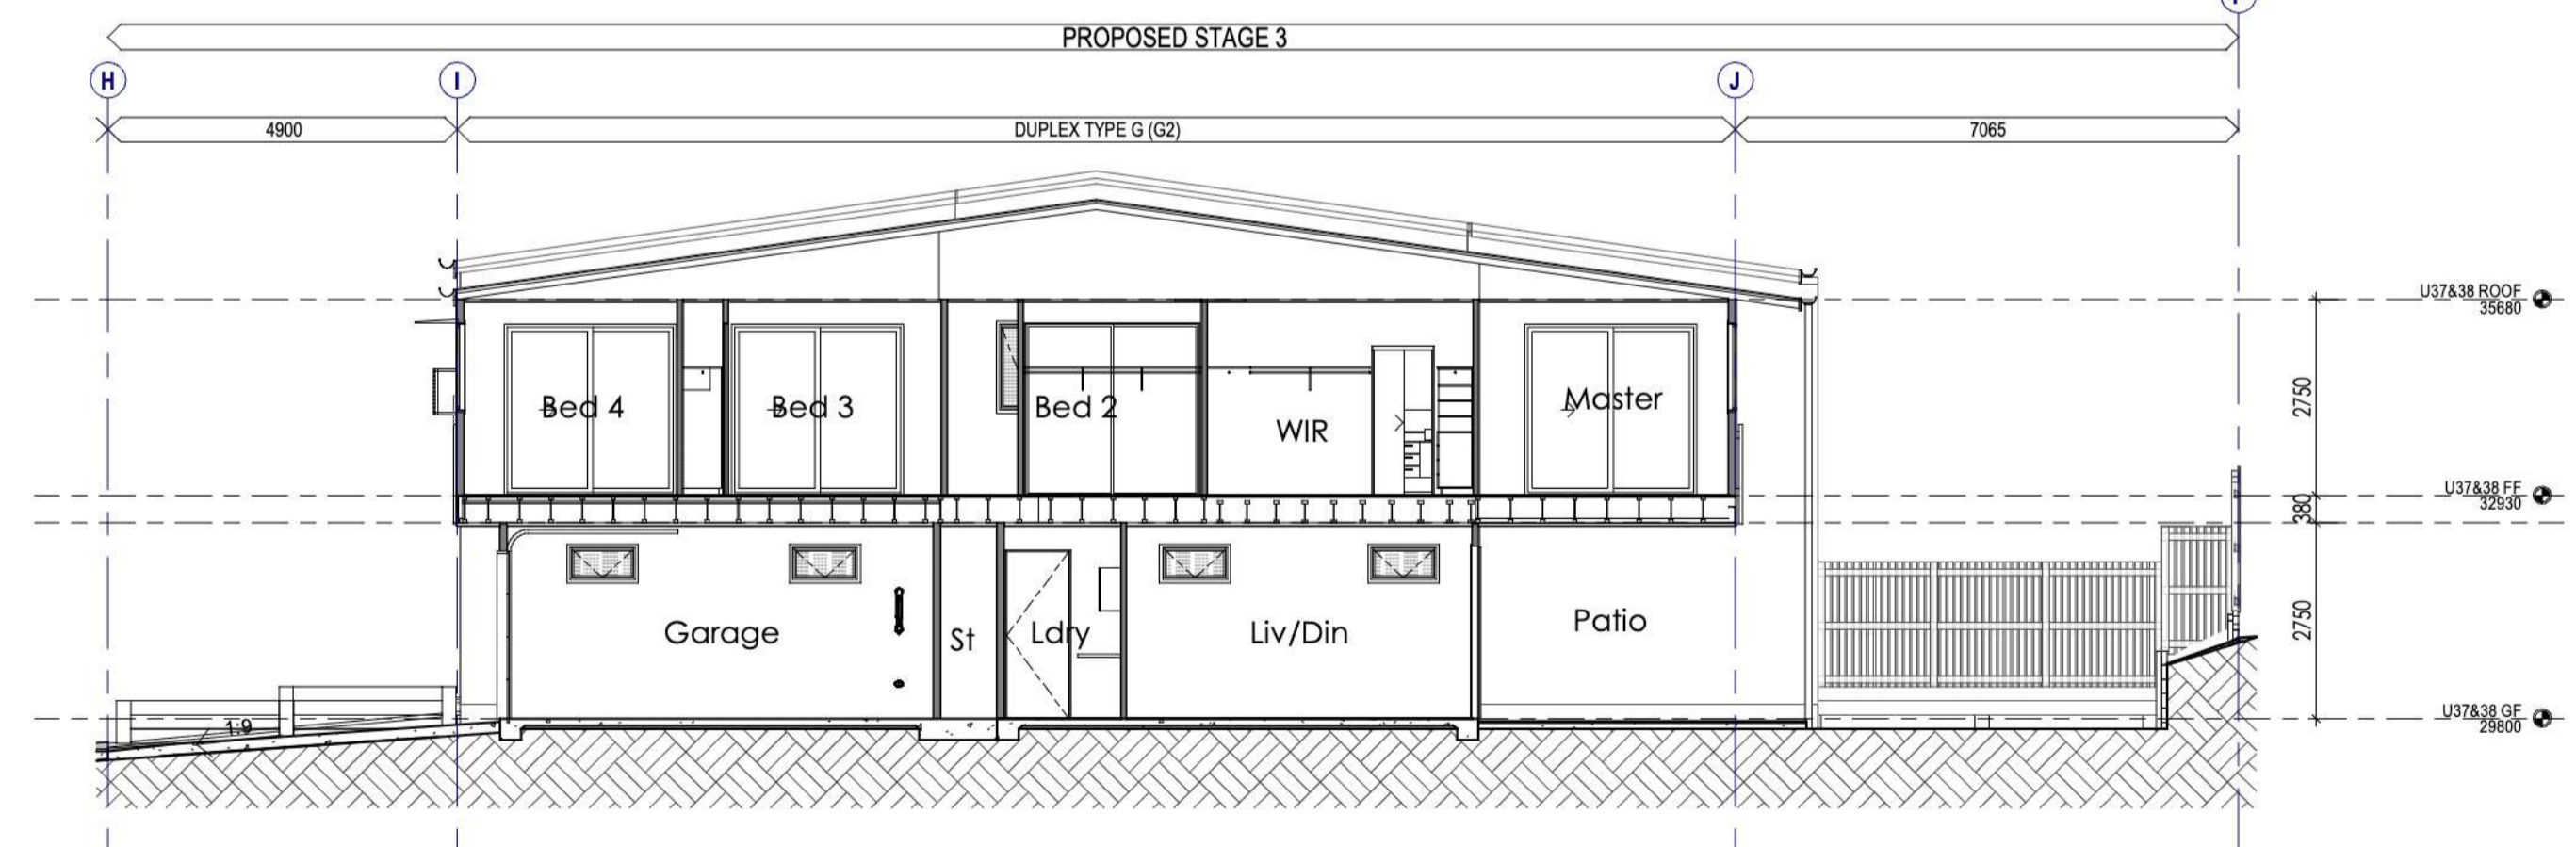 PROPOSED STAGE 3
H
I
J
4900
DUPLEX TYPE G (G2)
7065
U37&38 ROOF
35680
2750
Bed 4
Bed 3
Bed 2
WIR
Master
U37&38 FF
32930
380
Garage
St
Ldry
Liv/Din
Patio
2750
1:9
U37&38 GF
29800